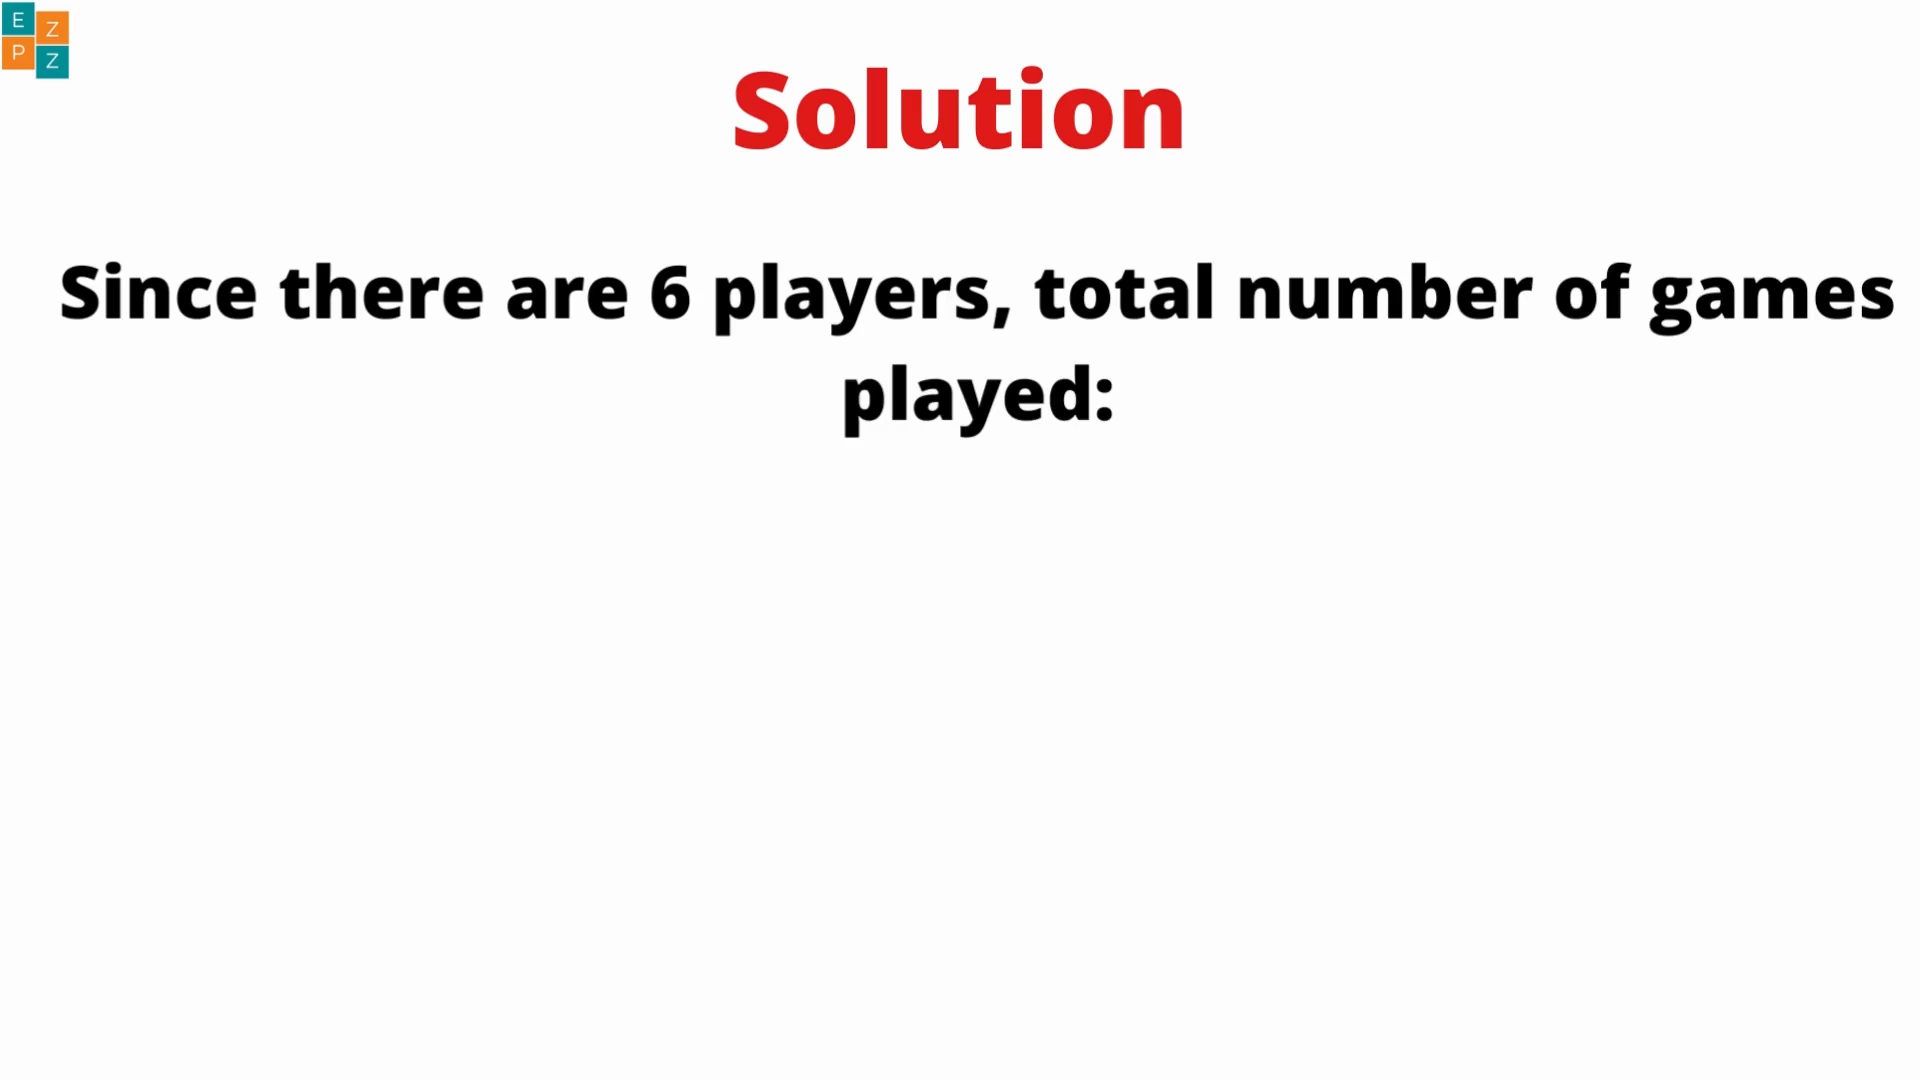 E Z
P Z
Solution
Since there are 6 players, total number of games
played: